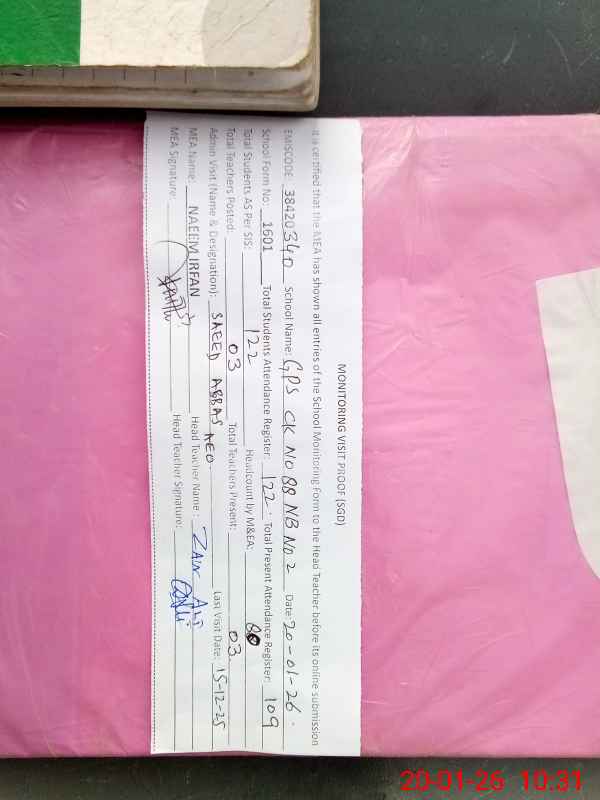 MONITORING VISIT PROOF (SGD)
It is certified that the MEA has shown all entries of the School Monitoring Form to the Head Teacher before its online submission
EMISCODE 38420340 School Name: GPS CK NO 88 NB NO 2 Date 20-01-26
School Form No: 1601 Total Students Attendance Register: 122 Total Present Attendance Register: 109
Total Students AS Per SIS: 122 Headcount by M&EA: 80
Total Teachers Posted: 03 Total Teachers Present: 03
Admin Visit (Name & Designation): SAEED ABBAS AEO Last Visit Date: 15-12-25
MEA Name: NAEEM IRFAN Head Teacher Name: ZAIN ALI
MEA Signature: Head Teacher Signature:
20-01-26 10:31